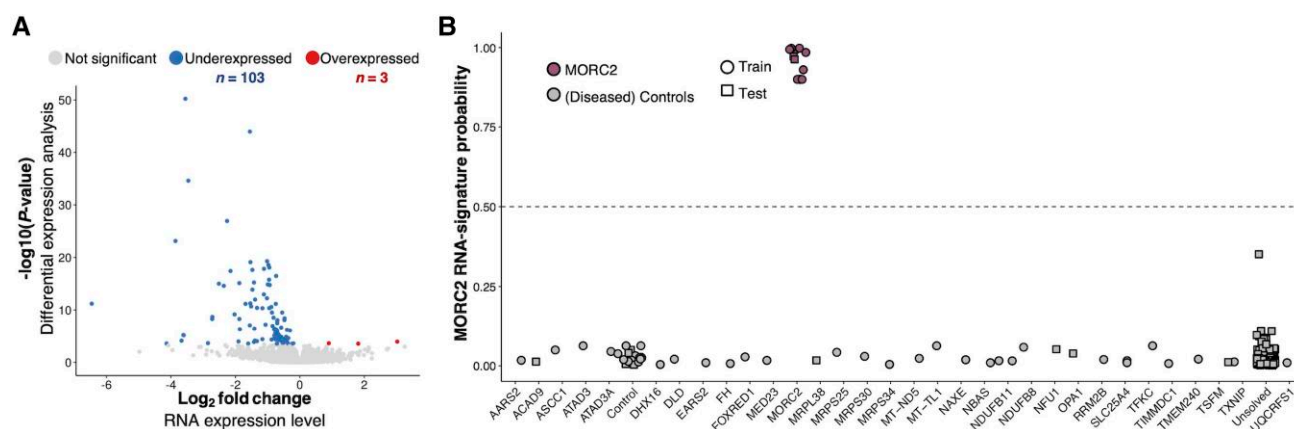 A
Not significant Underexpressed Overexpressed
n = 103 n = 3
-log10(P-value)
Differential expression analysis
50
40
30
20
10
0
-6 -4 -2 0 2
Log2 fold change
RNA expression level
B
MORC2 RNA-signature probability
1.00
0.75
0.50
0.25
0.00
MORC2
(Diseased) Controls
Train
Test
AARS2
ACAD9
ASCC1
ATAD3
ATAD3A
Control
DHX16
DLD
EARS2
FH
FOXRED1
MED23
MORC2
MRPL38
MRPS25
MRPS30
MRPS34
MT-ND5
MT-TL1
NAXE
NBAS
NDUFB11
NDUFB8
NFU1
OPA1
RRM2B
SLC25A4
TFKC
TIMMDC1
TMEM240
TSFM
TXNIP
Unsolved
UQCRFS1